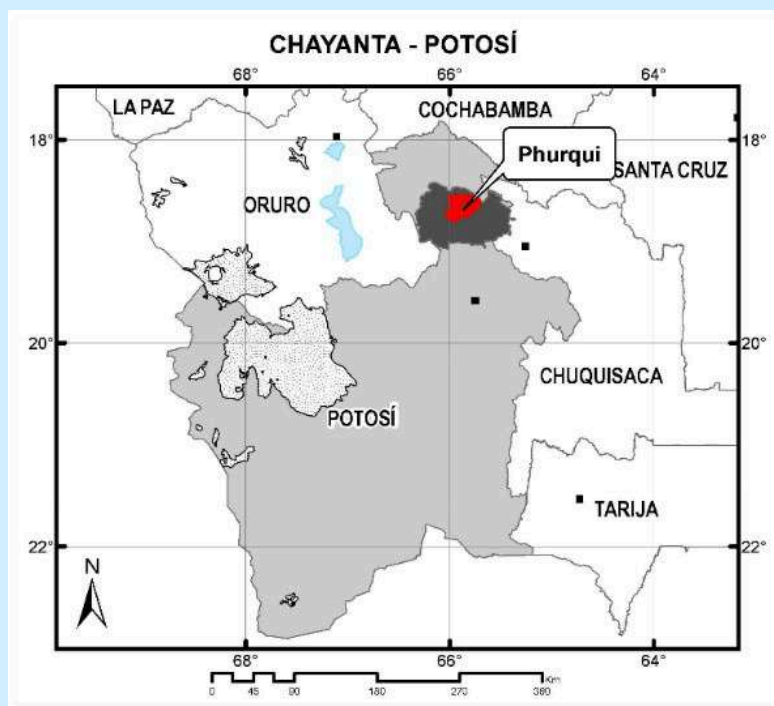 CHAYANTA - POTOSÍ
68° 66° 64°
LA PAZ
COCHABAMBA
18° 18°
Phurqui
SANTA CRUZ
ORURO
20° 20°
CHUQUISACA
POTOSÍ
TARIJA
22° 22°
N
68° 66° 64°
Km
0 45 90 180 270 360